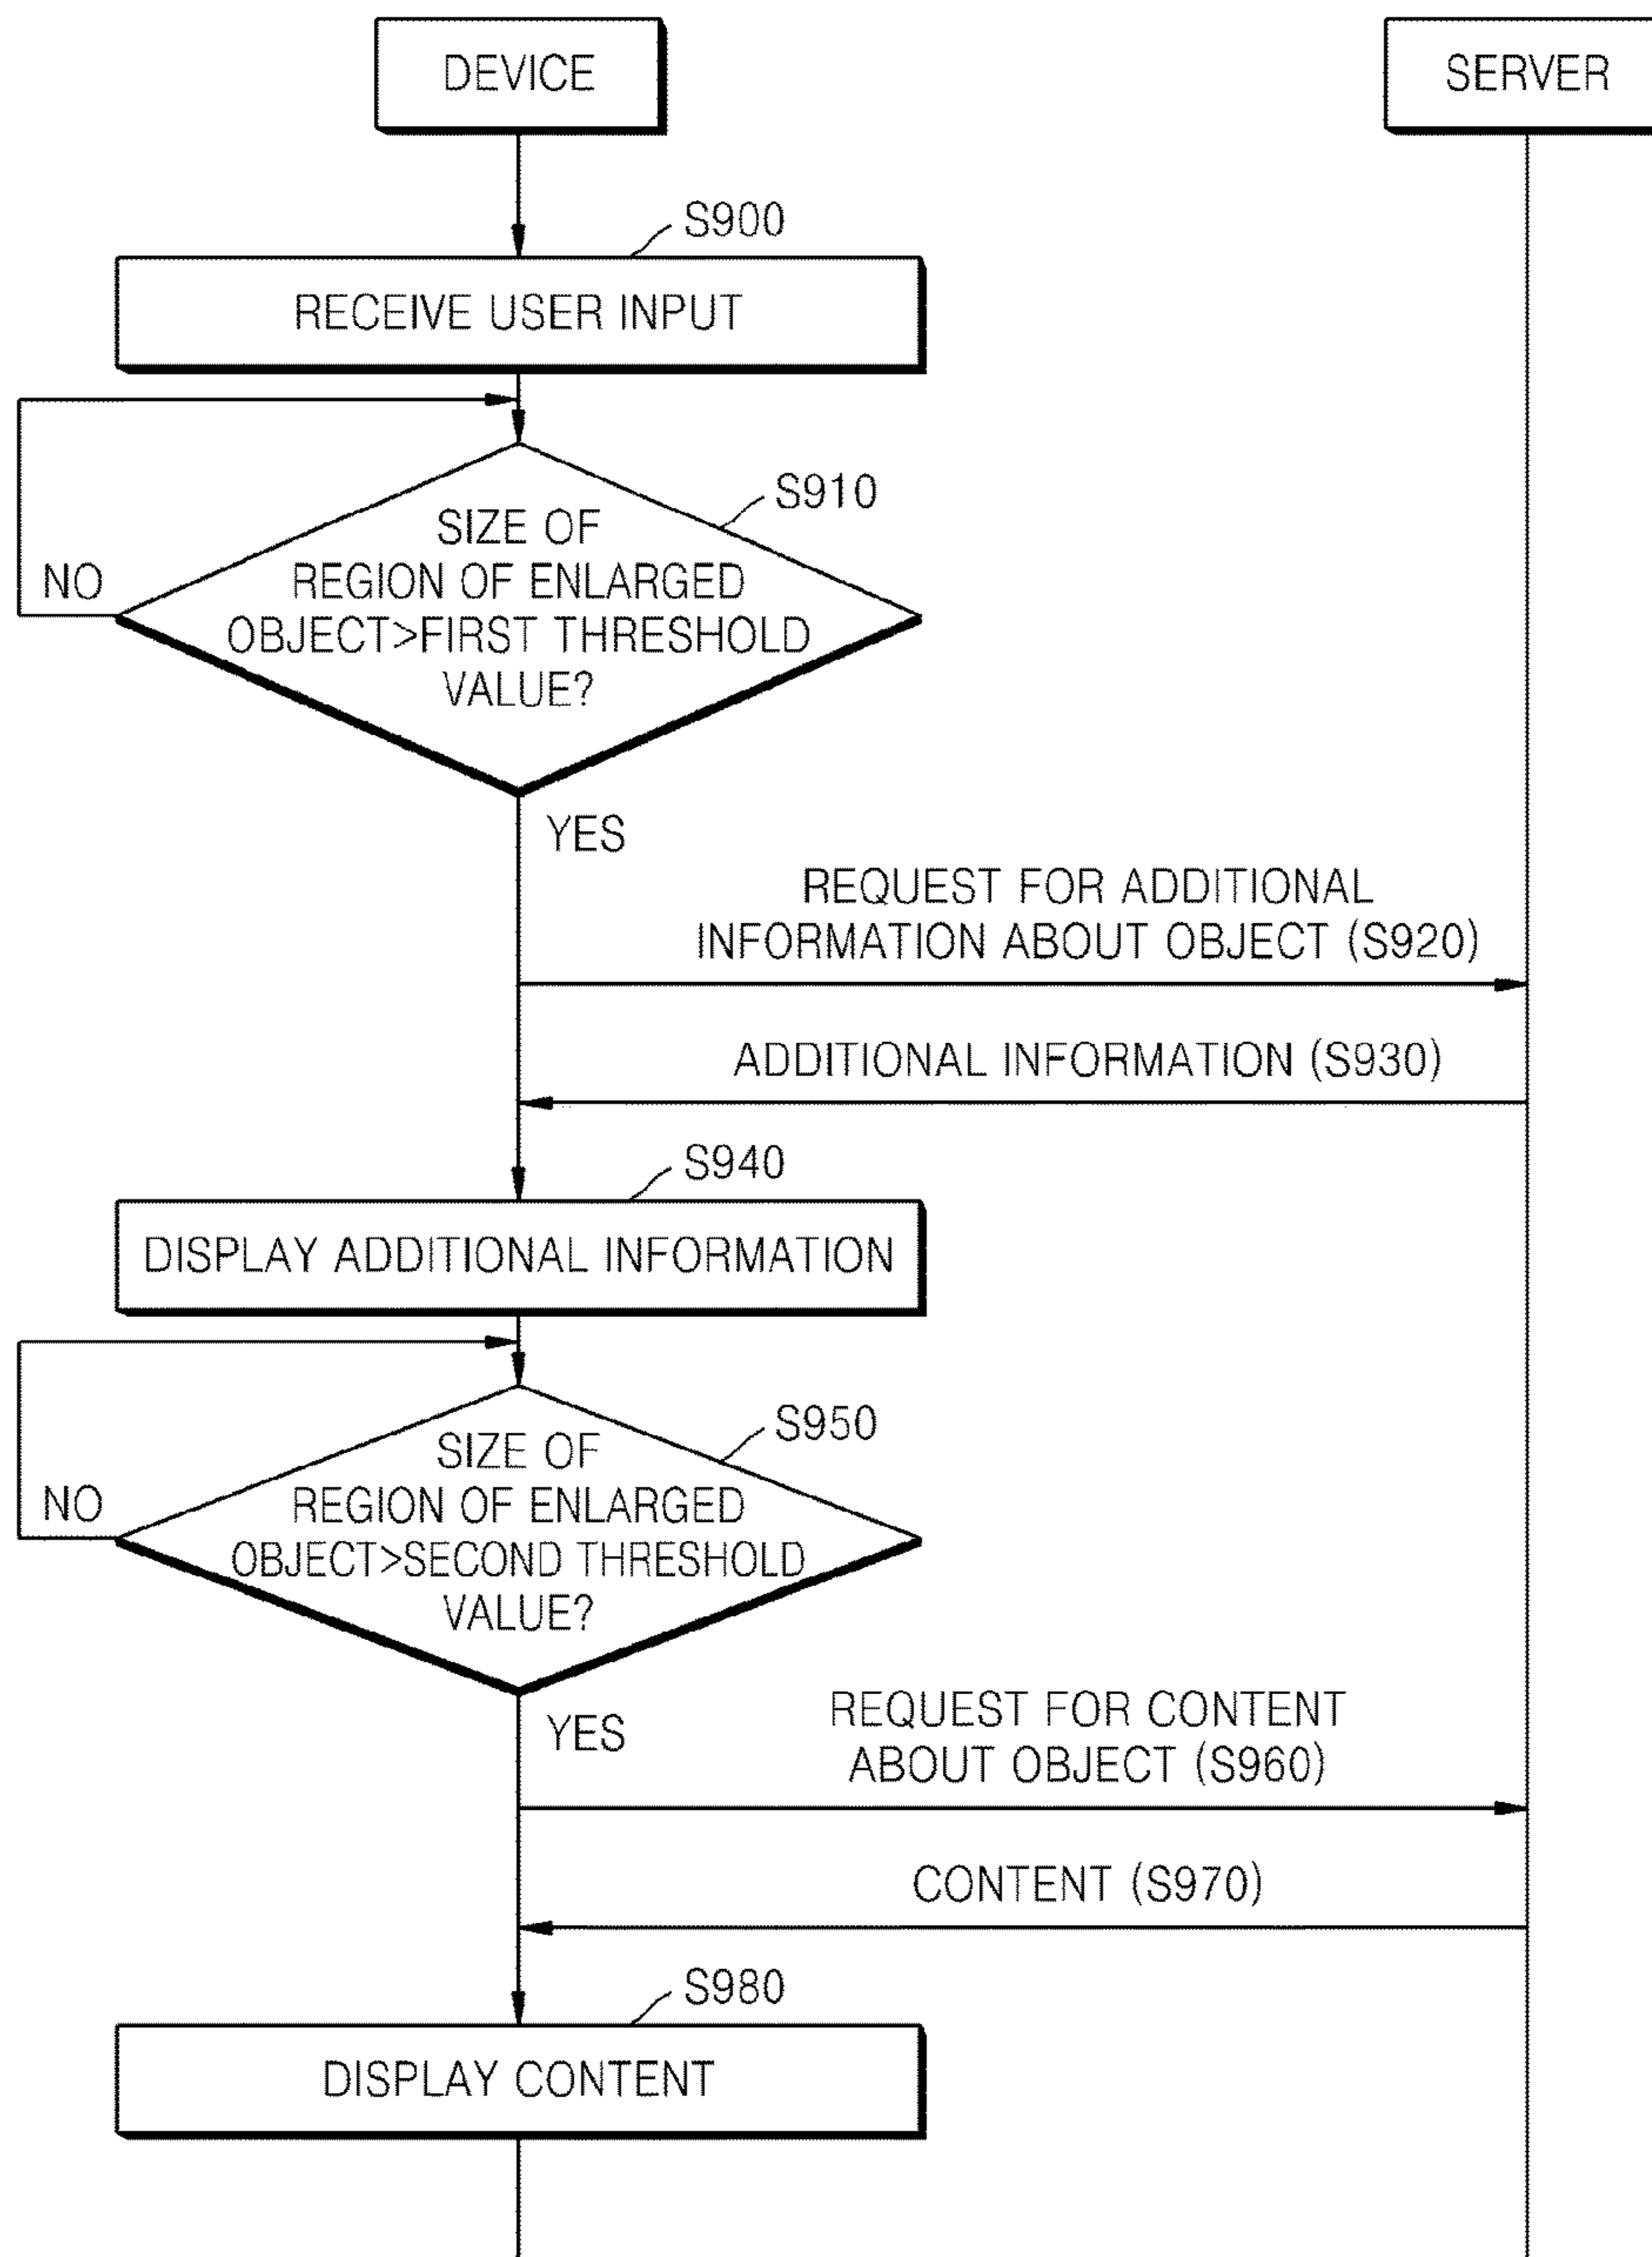 DEVICE
SERVER
S900
RECEIVE USER INPUT
S910
SIZE OF
REGION OF ENLARGED
OBJECT>FIRST THRESHOLD
VALUE?
NO
YES
REQUEST FOR ADDITIONAL
INFORMATION ABOUT OBJECT (S920)
ADDITIONAL INFORMATION (S930)
S940
DISPLAY ADDITIONAL INFORMATION
S950
SIZE OF
REGION OF ENLARGED
OBJECT>SECOND THRESHOLD
VALUE?
NO
YES
REQUEST FOR CONTENT
ABOUT OBJECT (S960)
CONTENT (S970)
S980
DISPLAY CONTENT